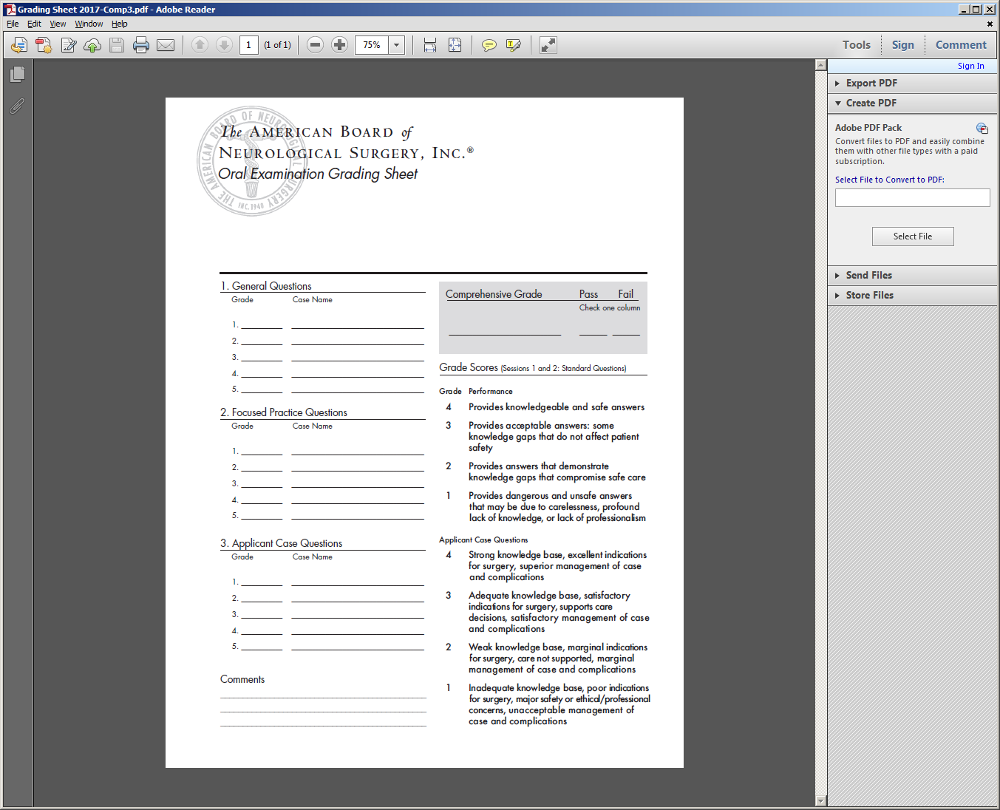 Grading Sheet 2017-Comp3.pdf - Adobe Reader
File Edit View Window Help
1 (1 of 1) 75% Tools Sign Comment
Sign In
Export PDF
Create PDF
Adobe PDF Pack
Convert files to PDF and easily combine
them with other file types with a paid
subscription.
Select File to Convert to PDF:
Select File
Send Files
Store Files
THE AMERICAN BOARD OF NEUROLOGICAL SURGERY
INC. 1940
The American Board of
Neurological Surgery, Inc.®
Oral Examination Grading Sheet
1. General Questions
Grade Case Name
1.
2.
3.
4.
5.
2. Focused Practice Questions
Grade Case Name
1.
2.
3.
4.
5.
3. Applicant Case Questions
Grade Case Name
1.
2.
3.
4.
5.
Comments
Comprehensive Grade Pass Fail
Check one column
Grade Scores (Sessions 1 and 2: Standard Questions)
Grade Performance
4 Provides knowledgeable and safe answers
3 Provides acceptable answers: some
knowledge gaps that do not affect patient
safety
2 Provides answers that demonstrate
knowledge gaps that compromise safe care
1 Provides dangerous and unsafe answers
that may be due to carelessness, profound
lack of knowledge, or lack of professionalism
Applicant Case Questions
4 Strong knowledge base, excellent indications
for surgery, superior management of case
and complications
3 Adequate knowledge base, satisfactory
indications for surgery, supports care
decisions, satisfactory management of case
and complications
2 Weak knowledge base, marginal indications
for surgery, care not supported, marginal
management of case and complications
1 Inadequate knowledge base, poor indications
for surgery, major safety or ethical/professional
concerns, unacceptable management of
case and complications